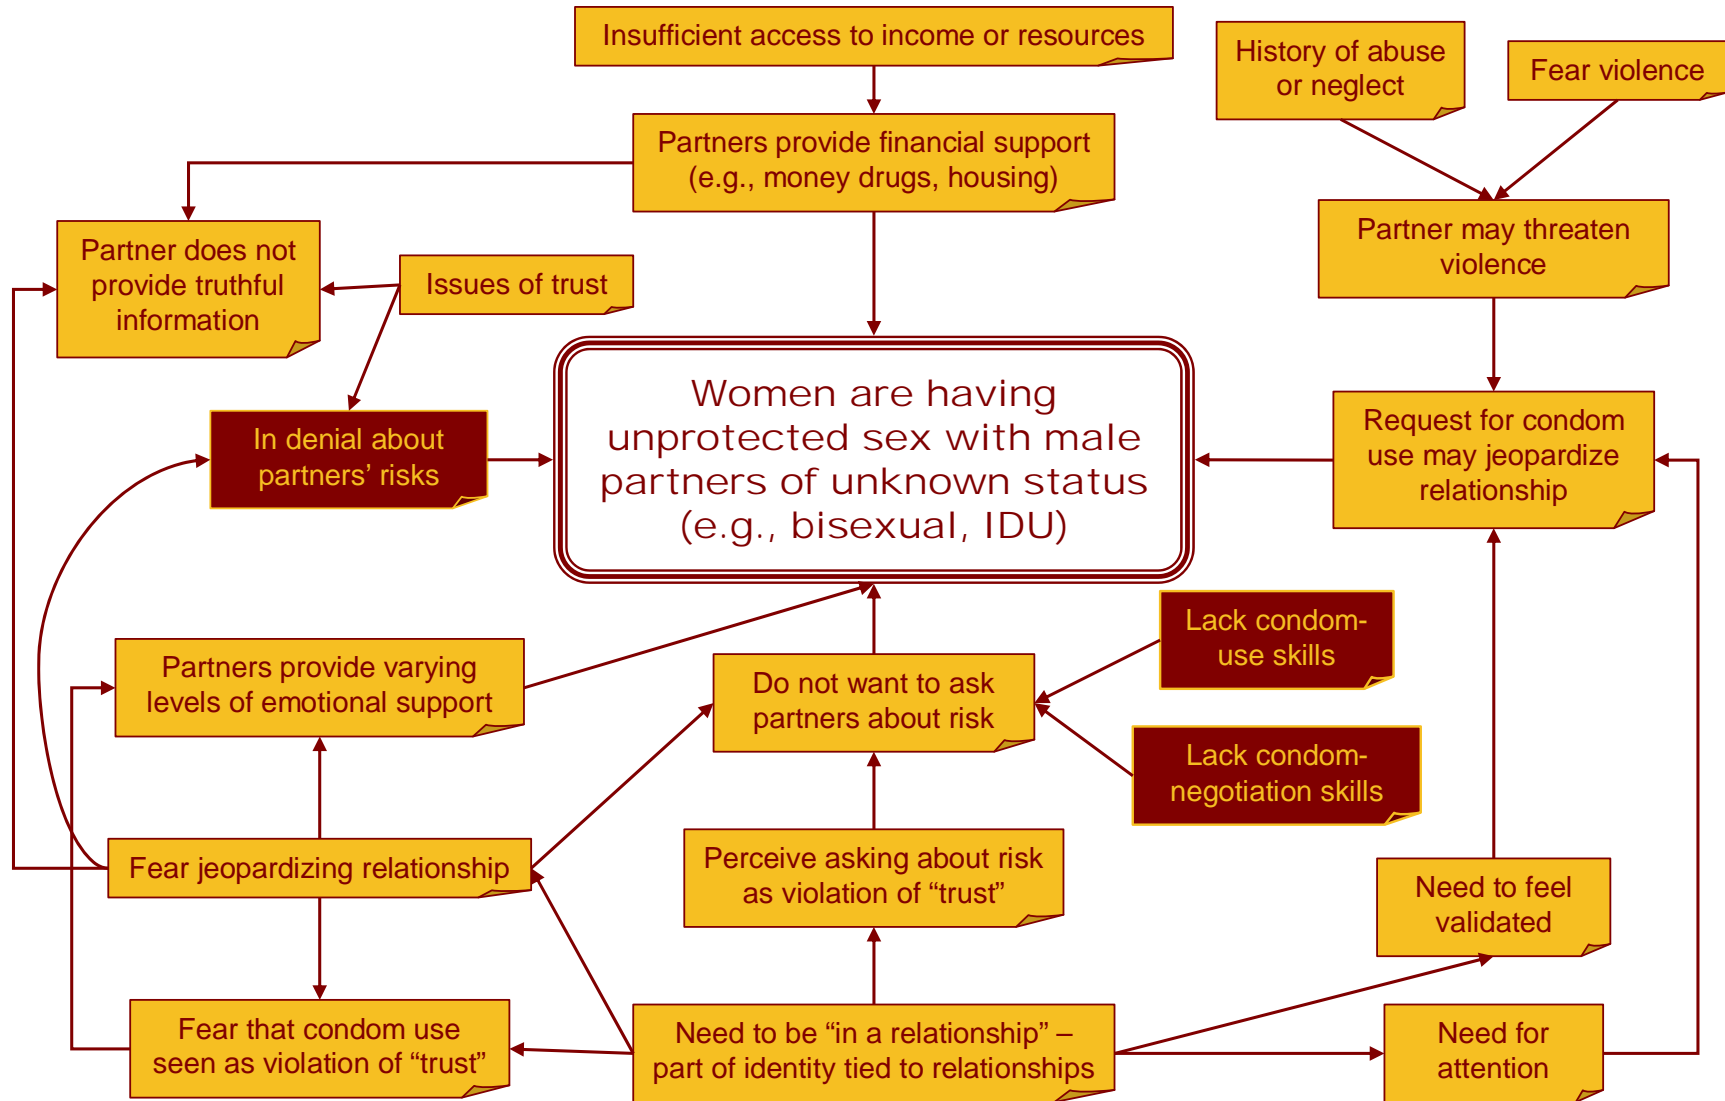 Insufficient access to income or resources
History of abuse
or neglect
Fear violence
Partners provide financial support
(e.g., money drugs, housing)
Partner does not
provide truthful
information
Issues of trust
Partner may threaten
violence
In denial about
partners’ risks
Women are having
unprotected sex with male
partners of unknown status
(e.g., bisexual, IDU)
Request for condom
use may jeopardize
relationship
Partners provide varying
levels of emotional support
Do not want to ask
partners about risk
Lack condom-
use skills
Lack condom-
negotiation skills
Fear jeopardizing relationship
Perceive asking about risk
as violation of “trust”
Need to feel
validated
Fear that condom use
seen as violation of “trust”
Need to be “in a relationship” –
part of identity tied to relationships
Need for
attention